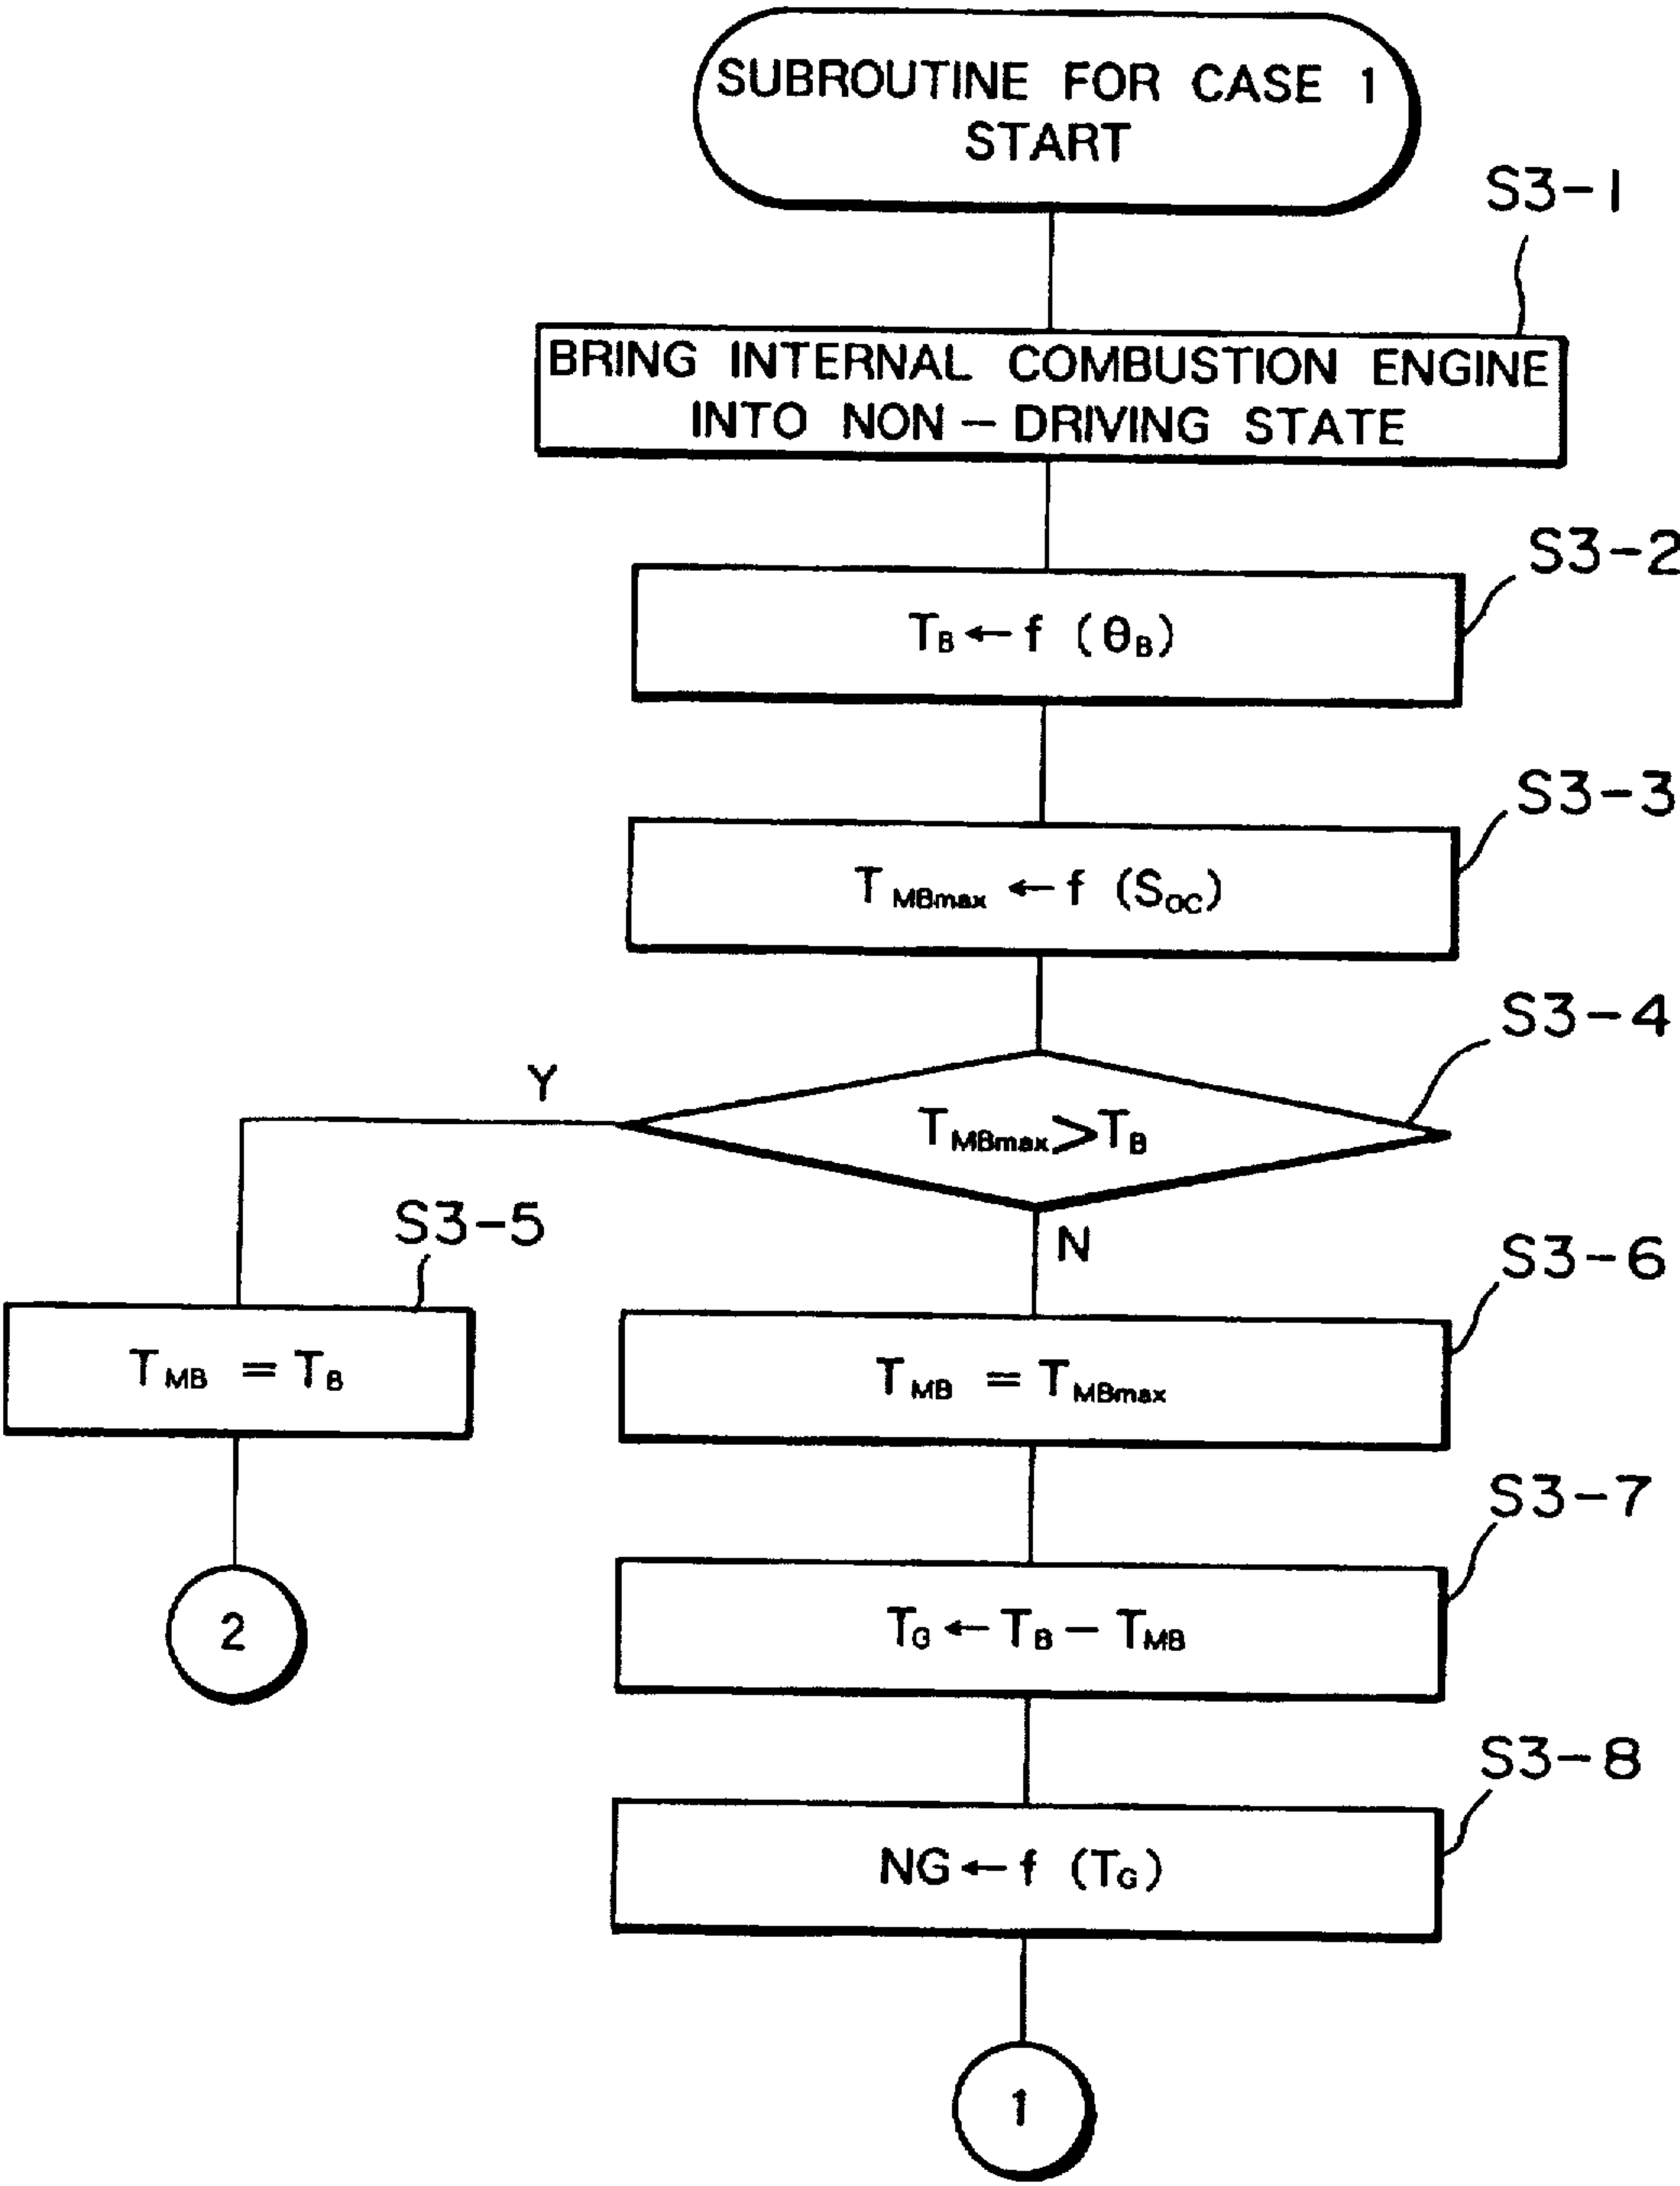 SUBROUTINE FOR CASE 1
START
S3-1
BRING INTERNAL COMBUSTION ENGINE
INTO NON - DRIVING STATE
S3-2
T_B ← f (θ_B)
S3-3
T_MBmax ← f (S_OC)
S3-4
Y
T_MBmax > T_B
N
S3-5
T_MB = T_B
2
S3-6
T_MB = T_MBmax
S3-7
T_G ← T_B - T_MB
S3-8
NG ← f (T_G)
1